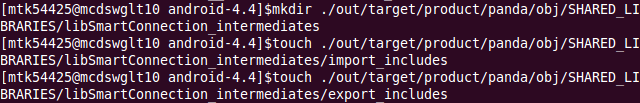 [mtk54425@mcdswglt10 android-4.4]$mkdir ./out/target/product/panda/obj/SHARED_LI
BRARIES/libSmartConnection_intermediates
[mtk54425@mcdswglt10 android-4.4]$touch ./out/target/product/panda/obj/SHARED_LI
BRARIES/libSmartConnection_intermediates/import_includes
[mtk54425@mcdswglt10 android-4.4]$touch ./out/target/product/panda/obj/SHARED_LI
BRARIES/libSmartConnection_intermediates/export_includes